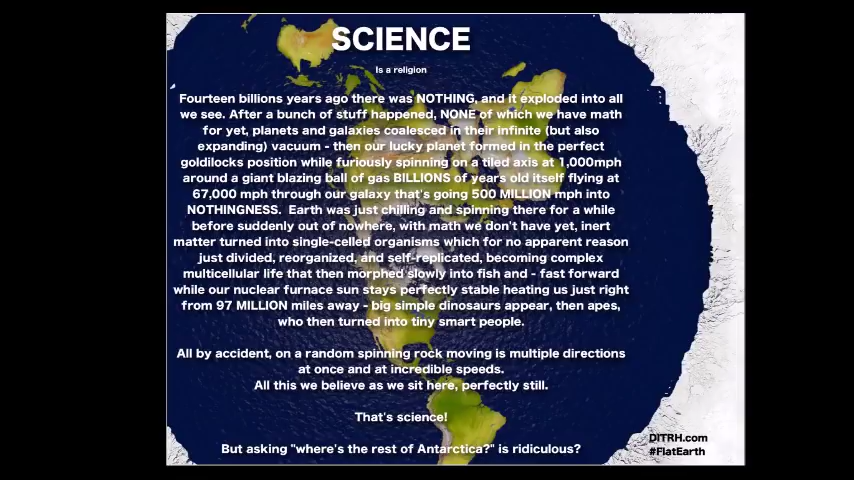 SCIENCE
Is a religion
Fourteen billions years ago there was NOTHING, and it exploded into all
we see. After a bunch of stuff happened, NONE of which we have math
for yet, planets and galaxies coalesced in their infinite (but also
expanding) vacuum - then our lucky planet formed in the perfect
goldilocks position while furiously spinning on a tiled axis at 1,000mph
around a giant blazing ball of gas BILLIONS of years old itself flying at
67,000 mph through our galaxy that's going 500 MILLION mph into
NOTHINGNESS. Earth was just chilling and spinning there for a while
before suddenly out of nowhere, with math we don't have yet, inert
matter turned into single-celled organisms which for no apparent reason
just divided, reorganized, and self-replicated, becoming complex
multicellular life that then morphed slowly into fish and - fast forward
while our nuclear furnace sun stays perfectly stable heating us just right
from 97 MILLION miles away - big simple dinosaurs appear, then apes,
who then turned into tiny smart people.
All by accident, on a random spinning rock moving is multiple directions
at once and at incredible speeds.
All this we believe as we sit here, perfectly still.
That's science!
But asking "where's the rest of Antarctica?" is ridiculous?
DITRH.com
#FlatEarth